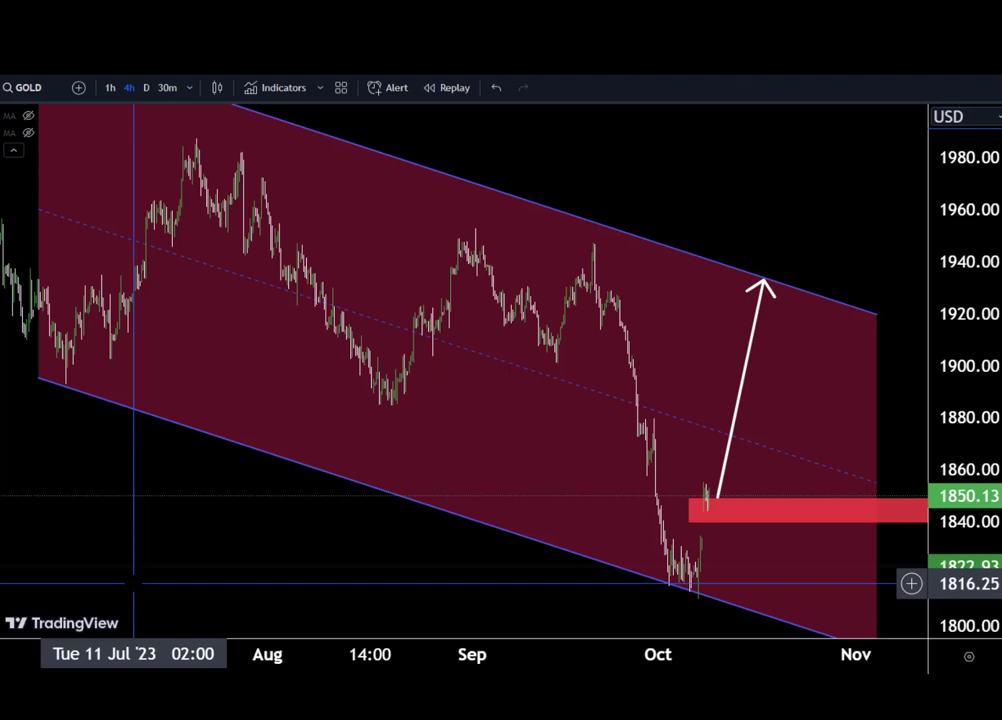 GOLD 1h 4h D 30m Indicators Alert Replay
MA
MA
USD
1980.00
1960.00
1940.00
1920.00
1900.00
1880.00
1860.00
1850.13
1840.00
1822.93
1816.25
1800.00
TradingView
Tue 11 Jul '23 02:00 Aug 14:00 Sep Oct Nov